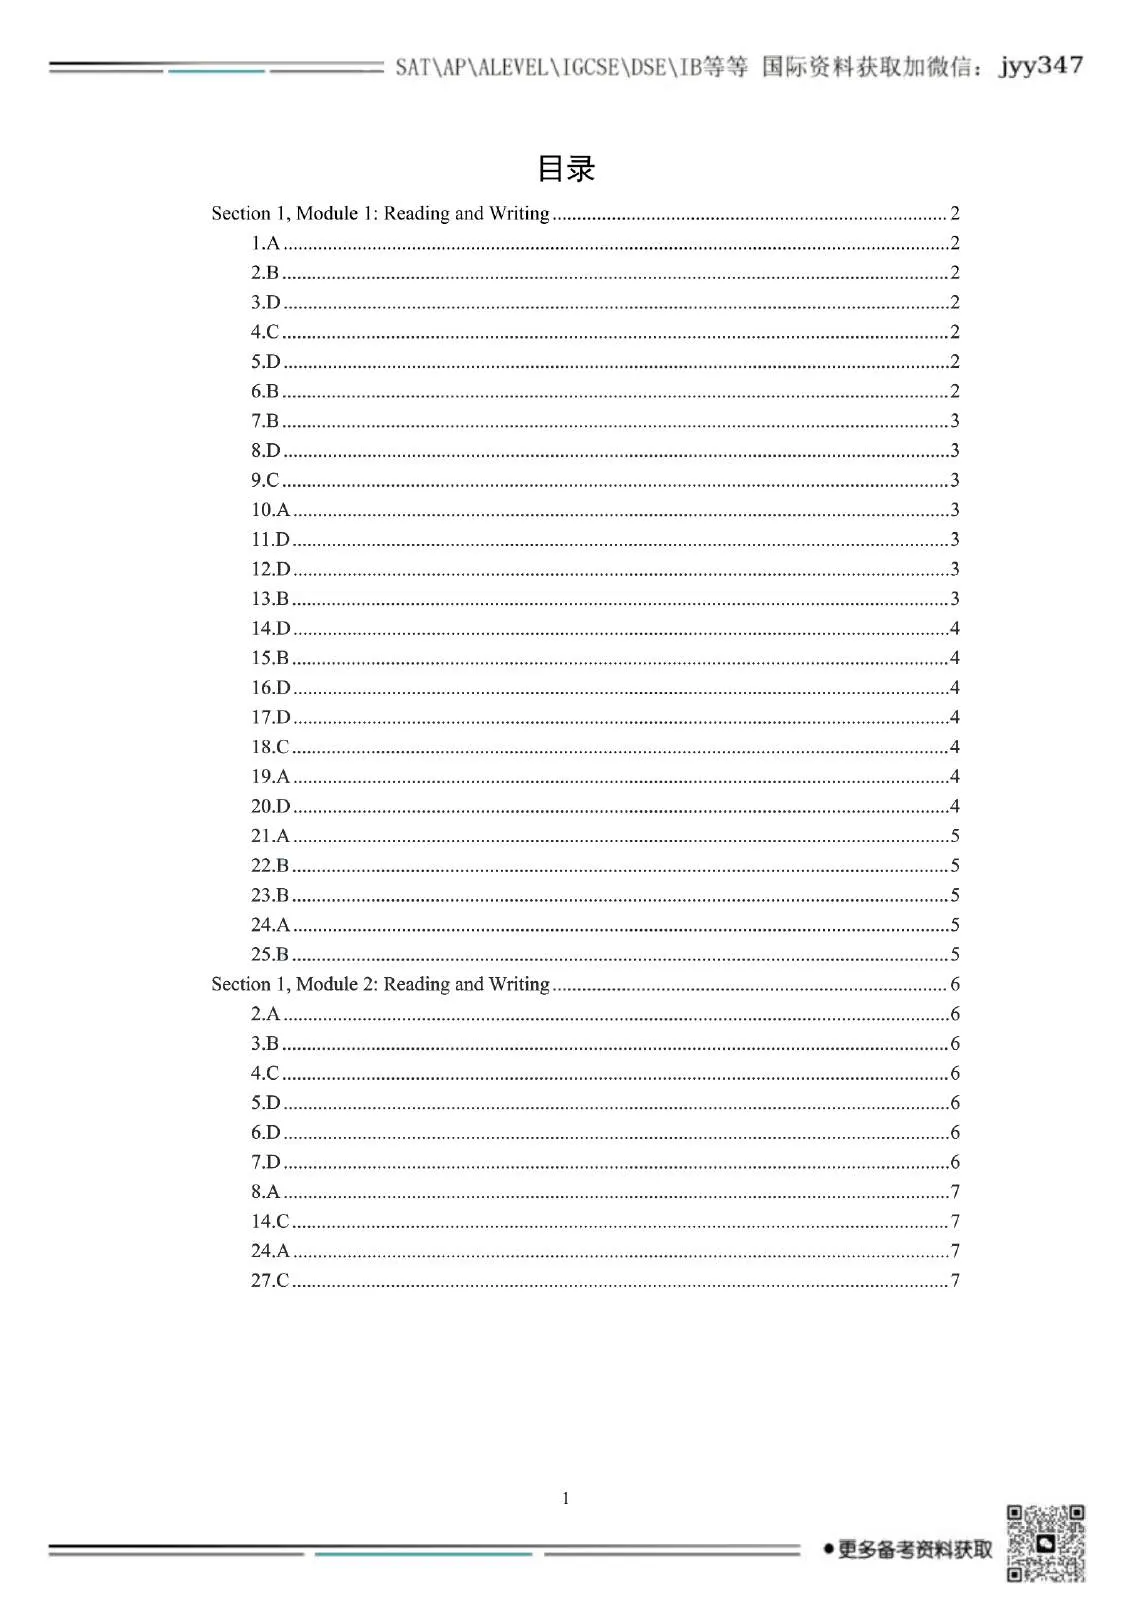 SAT\AP\ALEVEL\IGCSE\DSE\IB等等 国际资料获取加微信：jyy347
目录
Section 1, Module 1: Reading and Writing 2
1.A 2
2.B 2
3.D 2
4.C 2
5.D 2
6.B 2
7.B 3
8.D 3
9.C 3
10.A 3
11.D 3
12.D 3
13.B 3
14.D 4
15.B 4
16.D 4
17.D 4
18.C 4
19.A 4
20.D 4
21.A 5
22.B 5
23.B 5
24.A 5
25.B 5
Section 1, Module 2: Reading and Writing 6
2.A 6
3.B 6
4.C 6
5.D 6
6.D 6
7.D 6
8.A 7
14.C 7
24.A 7
27.C 7
1
●更多备考资料获取